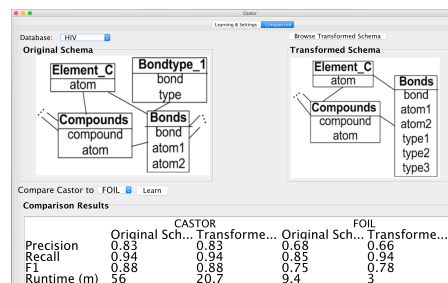 Castor
Learning & Settings Comparison
Database: HIV
Browse Transformed Schema
Original Schema
Element_C
atom
Bondtype_1
bond
type
Compounds
compound
atom
Bonds
bond
atom1
atom2
Transformed Schema
Element_C
atom
Compounds
compound
atom
Bonds
bond
atom1
atom2
type1
type2
type3
Compare Castor to FOIL Learn
Comparison Results
CASTOR FOIL
Original Sch... Transforme... Original Sch... Transforme...
Precision 0.83 0.83 0.68 0.66
Recall 0.94 0.94 0.85 0.94
F1 0.88 0.88 0.75 0.78
Runtime (m) 56 20.7 9.4 3